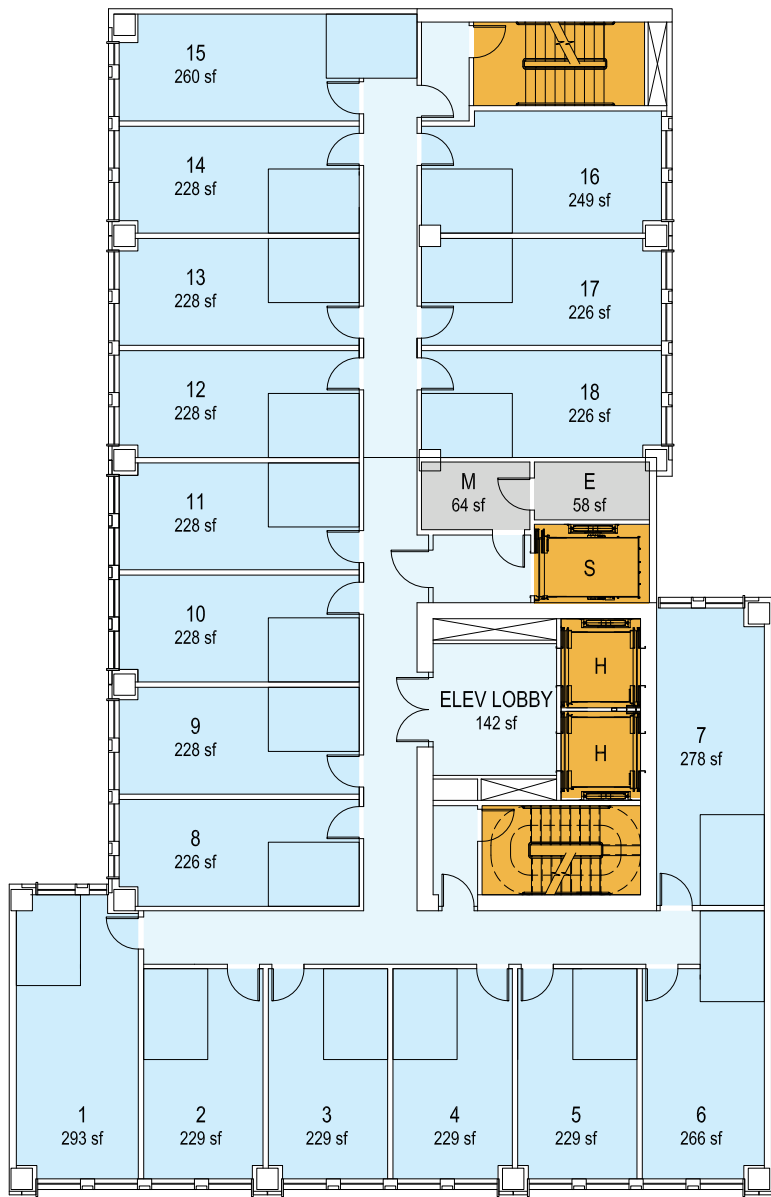 15
260 sf
14
228 sf
16
249 sf
13
228 sf
17
226 sf
12
228 sf
18
226 sf
M
64 sf
E
58 sf
11
228 sf
S
10
228 sf
H
ELEV LOBBY
142 sf
9
228 sf
7
278 sf
H
8
226 sf
1
293 sf
2
229 sf
3
229 sf
4
229 sf
5
229 sf
6
266 sf